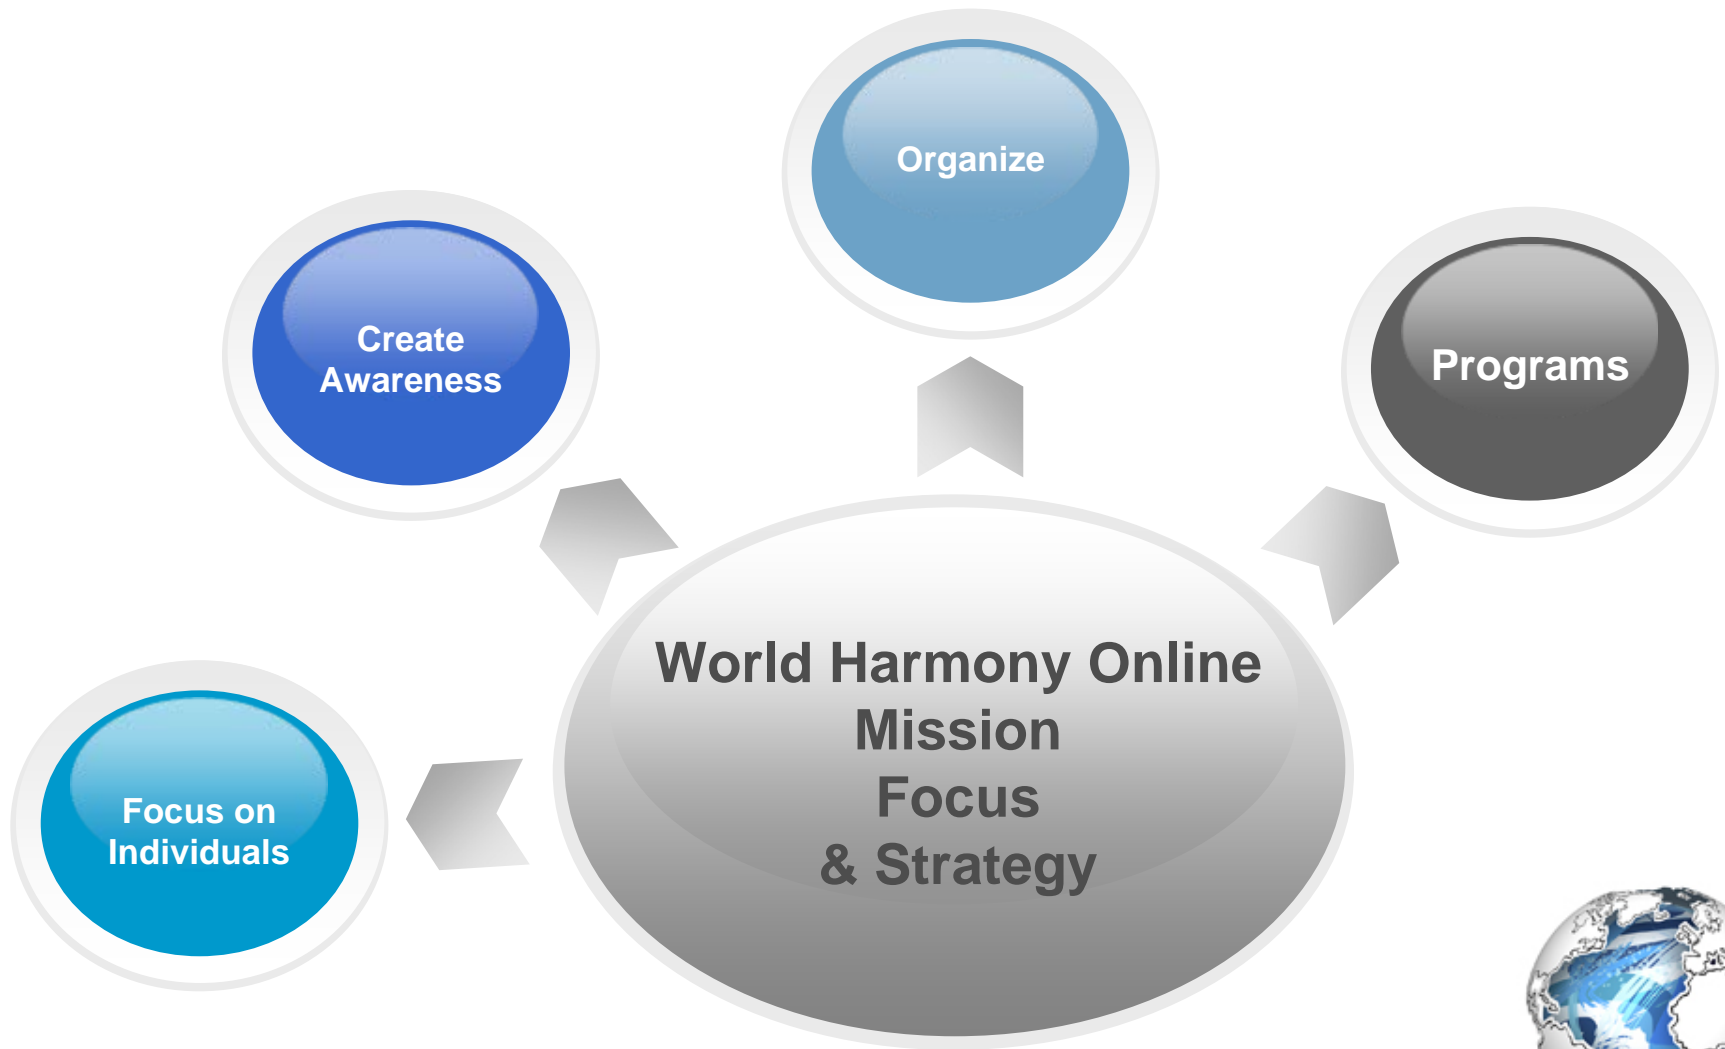 Organize
Create
Awareness
Programs
World Harmony Online
Mission
Focus
& Strategy
Focus on
Individuals